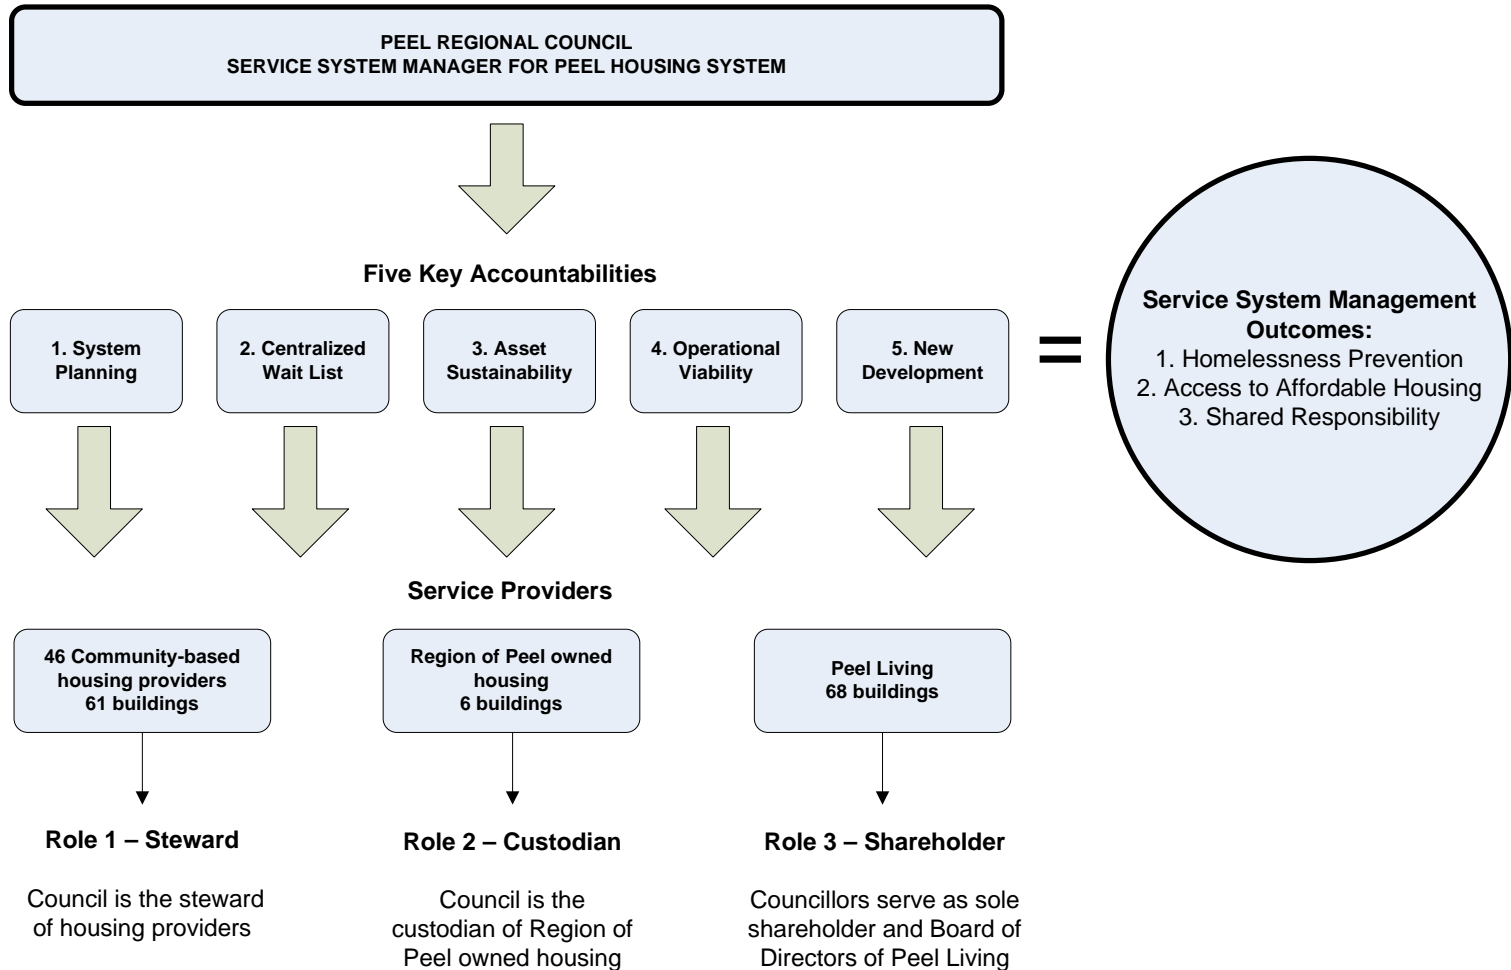 PEEL REGIONAL COUNCIL
SERVICE SYSTEM MANAGER FOR PEEL HOUSING SYSTEM
Five Key Accountabilities
1. System
Planning
2. Centralized
Wait List
3. Asset
Sustainability
4. Operational
Viability
5. New
Development
=
Service System Management
Outcomes:
1. Homelessness Prevention
2. Access to Affordable Housing
3. Shared Responsibility
Service Providers
46 Community-based
housing providers
61 buildings
Region of Peel owned
housing
6 buildings
Peel Living
68 buildings
Role 1 – Steward
Council is the steward
of housing providers
Role 2 – Custodian
Council is the
custodian of Region of
Peel owned housing
Role 3 – Shareholder
Councillors serve as sole
shareholder and Board of
Directors of Peel Living